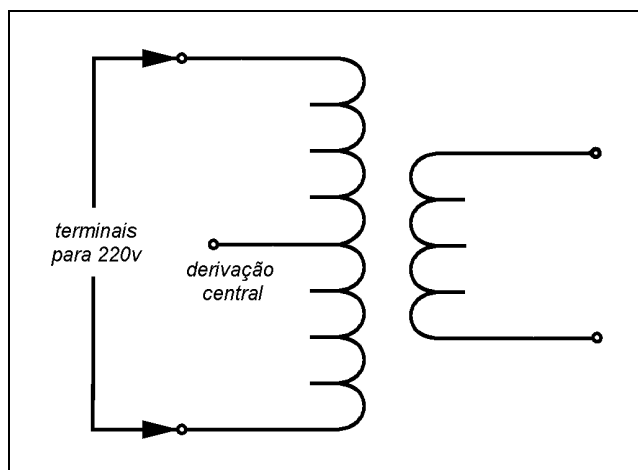 terminais
para 220v
derivação
central